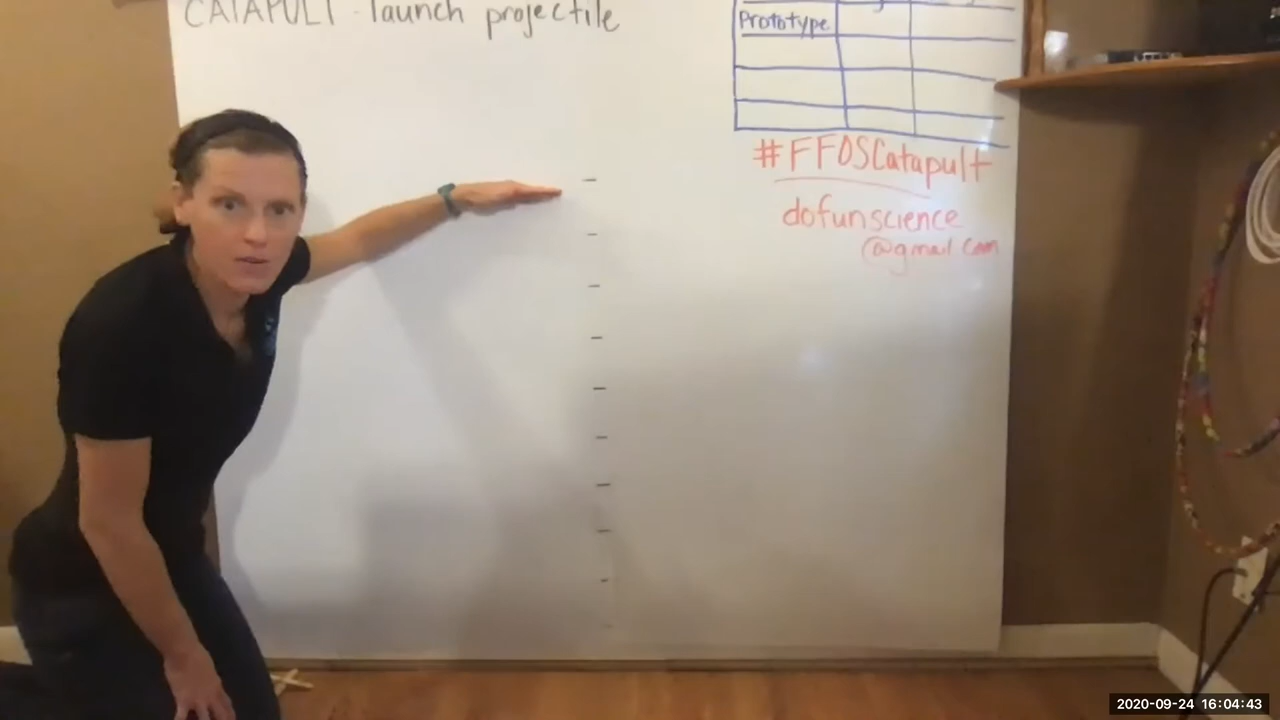 CATAPULT - launch projectile
Prototype
#FFOSCatapult
dofunscience
@gmail.com
2020-09-24 16:04:43